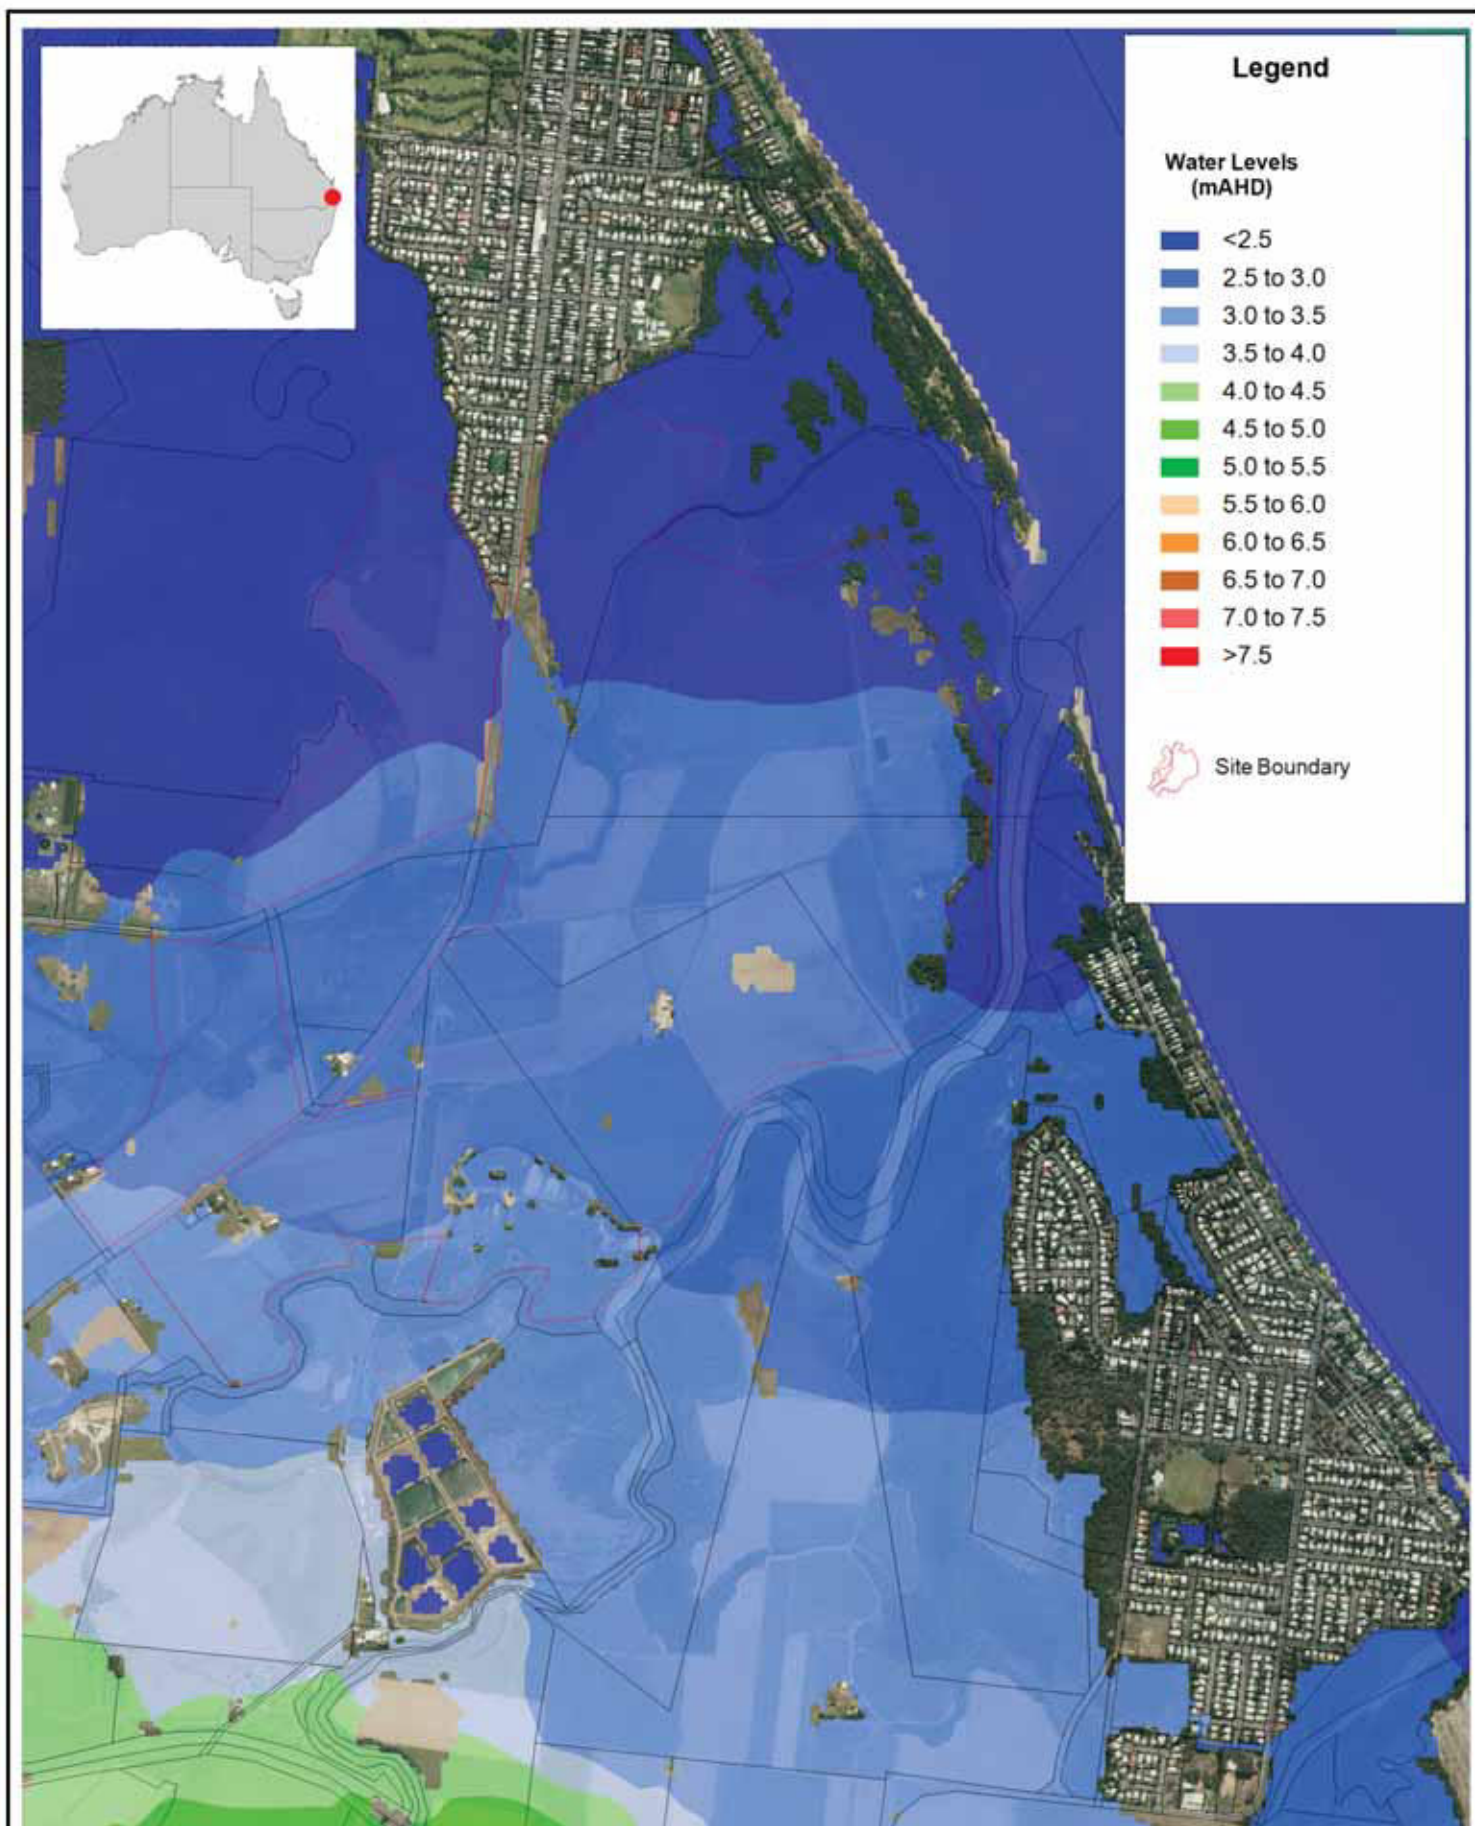 Legend
Water Levels
(mAHD)
<2.5
2.5 to 3.0
3.0 to 3.5
3.5 to 4.0
4.0 to 4.5
4.5 to 5.0
5.0 to 5.5
5.5 to 6.0
6.0 to 6.5
6.5 to 7.0
7.0 to 7.5
>7.5
Site Boundary